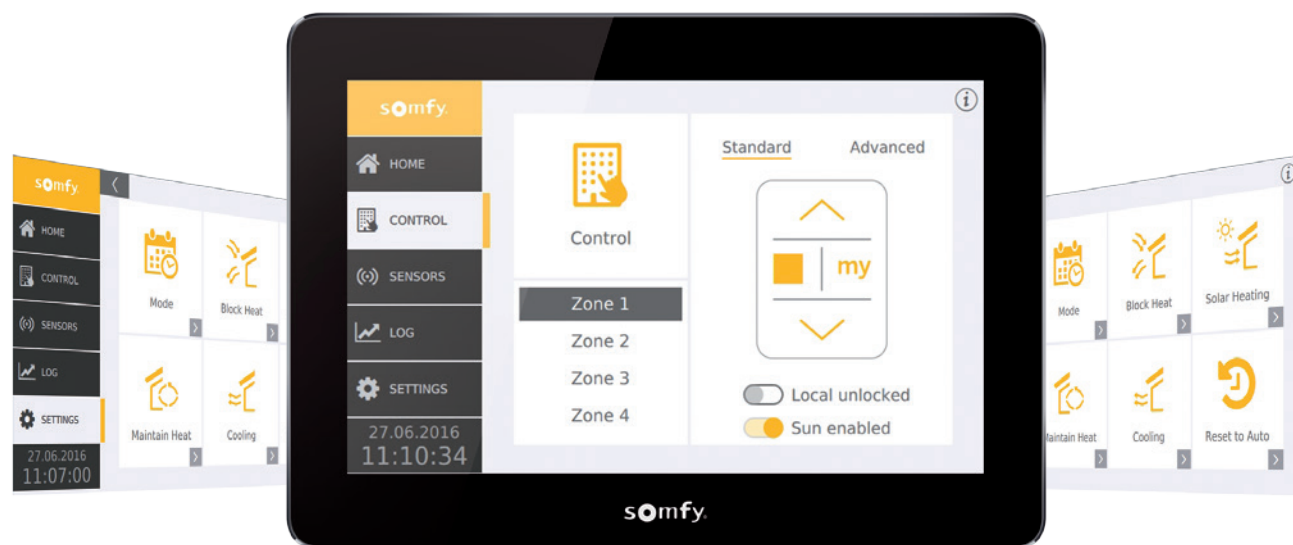 somfy.
HOME
CONTROL
SENSORS
LOG
SETTINGS
27.06.2016
11:07:00
Mode
Block Heat
Maintain Heat
Cooling
somfy.
HOME
CONTROL
SENSORS
LOG
SETTINGS
27.06.2016
11:10:34
Control
Zone 1
Zone 2
Zone 3
Zone 4
i
Standard Advanced
my
Local unlocked
Sun enabled
somfy.
i
Mode
Block Heat
Solar Heating
Maintain Heat
Cooling
Reset to Auto